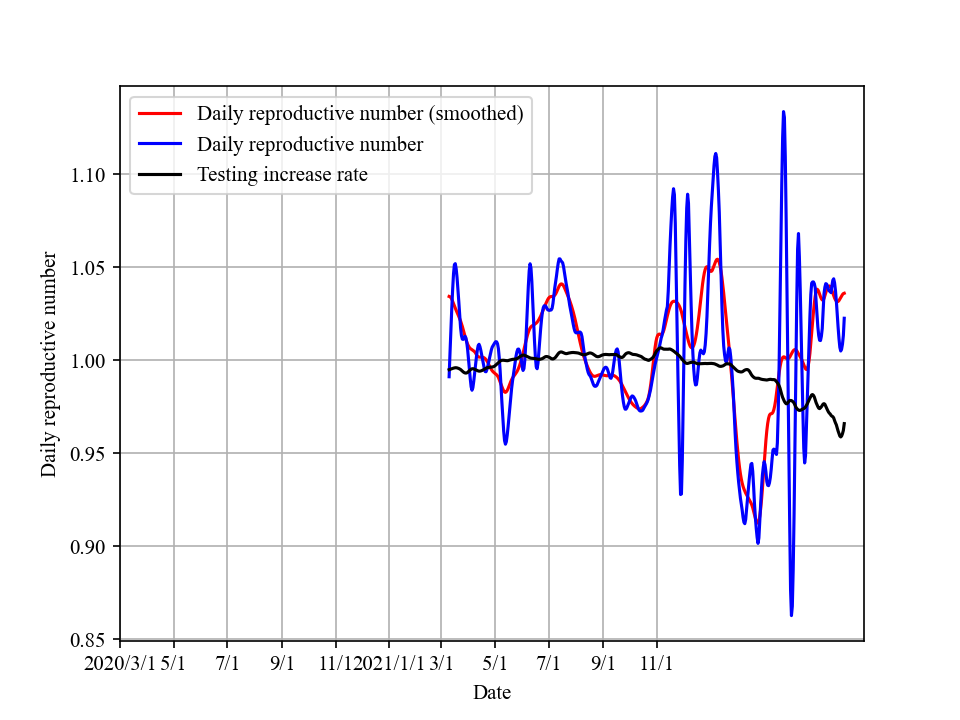 Daily reproductive number (smoothed)
Daily reproductive number
Testing increase rate
Daily reproductive number
1.10
1.05
1.00
0.95
0.90
0.85
2020/3/1 5/1 7/1 9/1 11/1 2021/1/1 3/1 5/1 7/1 9/1 11/1
Date